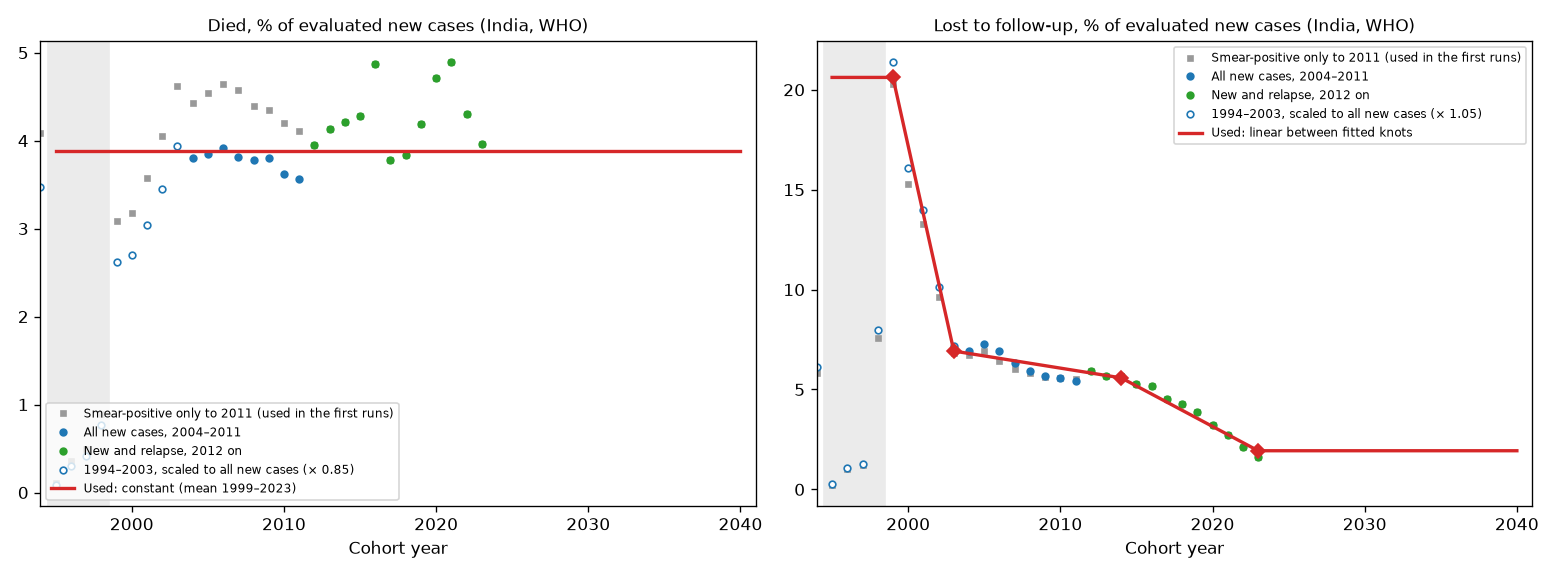 Died, % of evaluated new cases (India, WHO)
5
4
3
2
1
0
Smear-positive only to 2011 (used in the first runs)
All new cases, 2004–2011
New and relapse, 2012 on
1994–2003, scaled to all new cases (× 0.85)
Used: constant (mean 1999–2023)
2000
2010
2020
2030
2040
Cohort year
Lost to follow-up, % of evaluated new cases (India, WHO)
Smear-positive only to 2011 (used in the first runs)
All new cases, 2004–2011
New and relapse, 2012 on
1994–2003, scaled to all new cases (× 1.05)
Used: linear between fitted knots
20
15
10
5
0
2000
2010
2020
2030
2040
Cohort year